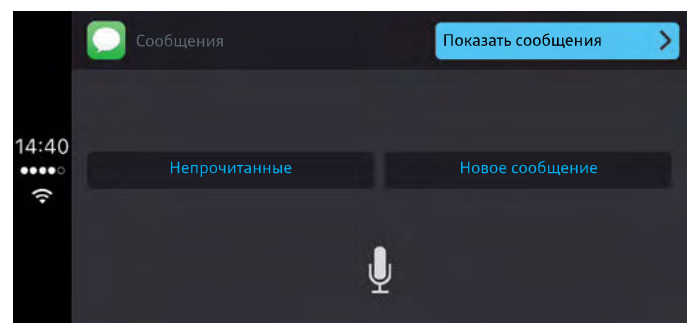 Сообщения
Показать сообщения
14:40
Непрочитанные
Новое сообщение